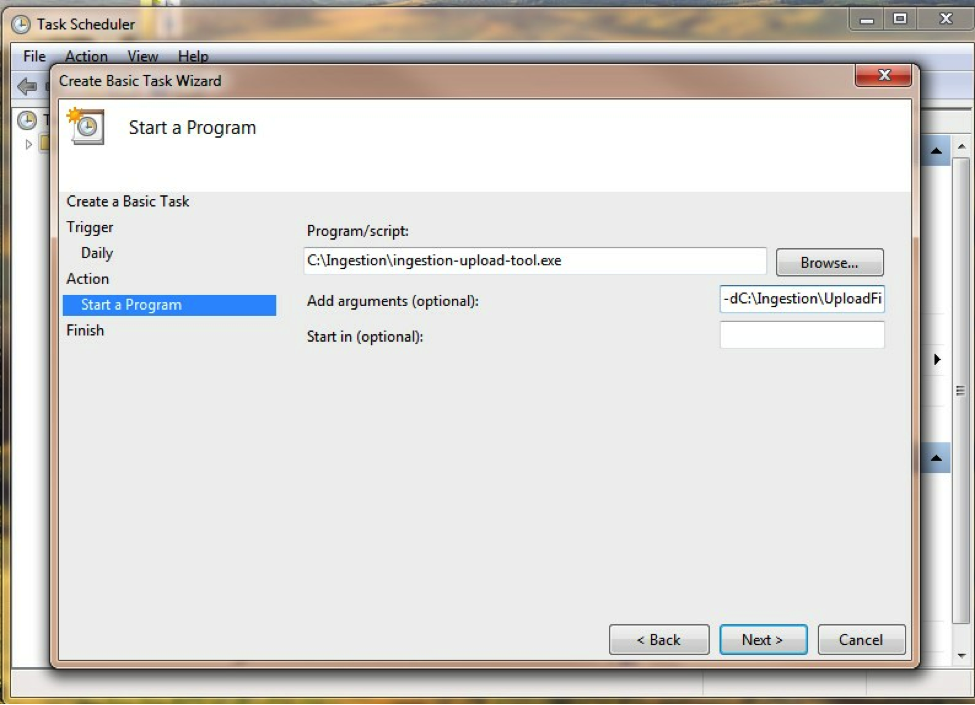 Task Scheduler
File Action View Help
Create Basic Task Wizard
Start a Program
Create a Basic Task
Trigger
Daily
Action
Start a Program
Finish
Program/script:
C:\Ingestion\ingestion-upload-tool.exe
Browse...
Add arguments (optional):
-dC:\Ingestion\UploadFi
Start in (optional):
< Back
Next >
Cancel